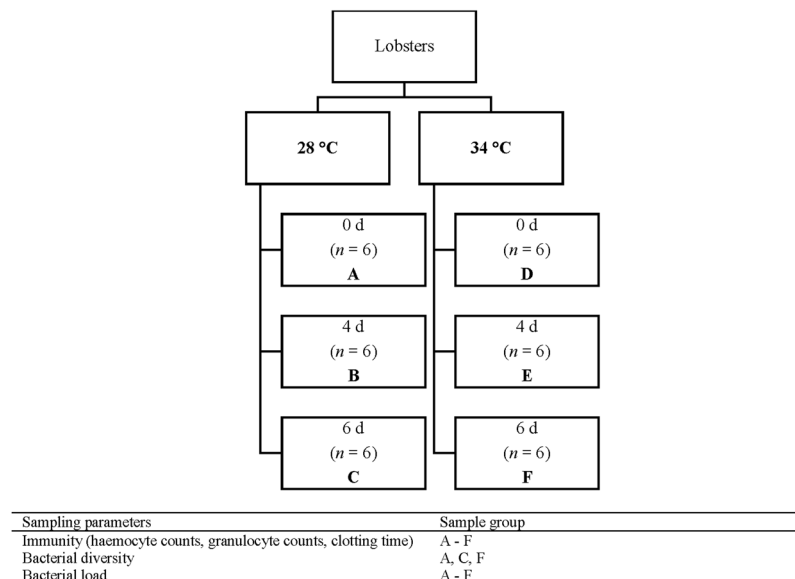 Lobsters
28 °C
34 °C
0 d
(n = 6)
A
0 d
(n = 6)
D
4 d
(n = 6)
B
4 d
(n = 6)
E
6 d
(n = 6)
C
6 d
(n = 6)
F
Sampling parameters Sample group
Immunity (haemocyte counts, granulocyte counts, clotting time) A - F
Bacterial diversity A, C, F
Bacterial load A - F